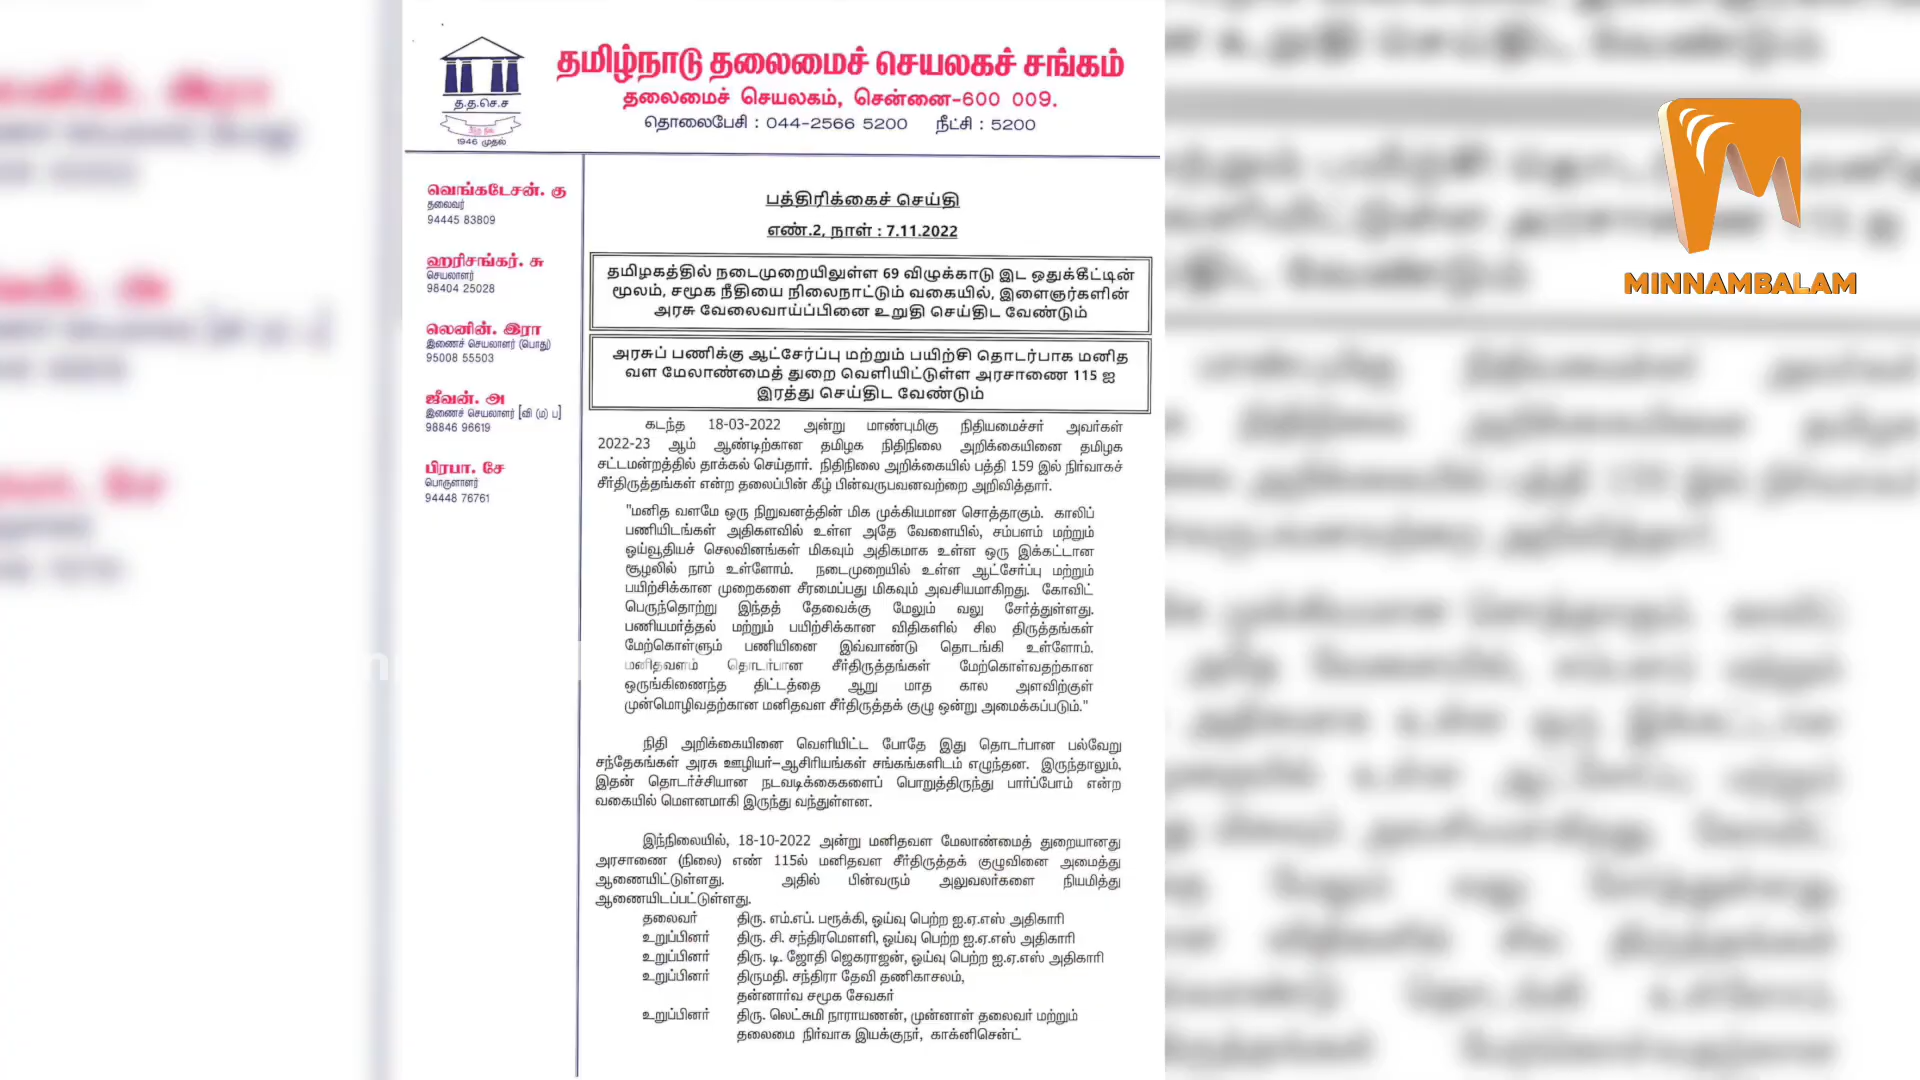 தமிழ்நாடு தலைமைச் செயலகச் சங்கம்
தலைமைச் செயலகம், சென்னை-600 009.
தொலைபேசி : 044-2566 5200 நீட்சி : 5200
த.த.செ.ச
1946 முதல்
MINNAMBALAM
வெங்கடேசன். கு
தலைவர்
94445 83809
ஹரிசங்கர். சு
செயலாளர்
98404 25028
லெனின். இரா
இணைச் செயலாளர் (பொது)
95008 55503
ஜீவன். அ
இணைச் செயலாளர் [வி (ம) ப]
98846 96619
பிரபா. சே
பொருளாளர்
94448 76761
பத்திரிக்கைச் செய்தி
எண்.2, நாள் : 7.11.2022
தமிழகத்தில் நடைமுறையிலுள்ள 69 விழுக்காடு இட ஒதுக்கீட்டின்
மூலம், சமூக நீதியை நிலைநாட்டும் வகையில், இளைஞர்களின்
அரசு வேலைவாய்ப்பினை உறுதி செய்திட வேண்டும்
அரசுப் பணிக்கு ஆட்சேர்ப்பு மற்றும் பயிற்சி தொடர்பாக மனித
வள மேலாண்மைத் துறை வெளியிட்டுள்ள அரசாணை 115 ஐ
இரத்து செய்திட வேண்டும்
கடந்த 18-03-2022 அன்று மாண்புமிகு நிதியமைச்சர் அவர்கள்
2022-23 ஆம் ஆண்டிற்கான தமிழக நிதிநிலை அறிக்கையினை தமிழக
சட்டமன்றத்தில் தாக்கல் செய்தார். நிதிநிலை அறிக்கையில் பத்தி 159 இல் நிர்வாகச்
சீர்திருத்தங்கள் என்ற தலைப்பின் கீழ் பின்வருபவனவற்றை அறிவித்தார்.
"மனித வளமே ஒரு நிறுவனத்தின் மிக முக்கியமான சொத்தாகும். காலிப்
பணியிடங்கள் அதிகளவில் உள்ள அதே வேளையில், சம்பளம் மற்றும்
ஒய்வூதியச் செலவினங்கள் மிகவும் அதிகமாக உள்ள ஒரு இக்கட்டான
சூழலில் நாம் உள்ளோம். நடைமுறையில் உள்ள ஆட்சேர்ப்பு மற்றும்
பயிற்சிக்கான முறைகளை சீரமைப்பது மிகவும் அவசியமாகிறது. கோவிட்
பெருந்தொற்று இந்தத் தேவைக்கு மேலும் வலு சேர்த்துள்ளது.
பணியமர்த்தல் மற்றும் பயிற்சிக்கான விதிகளில் சில திருத்தங்கள்
மேற்கொள்ளும் பணியினை இவ்வாண்டு தொடங்கி உள்ளோம்.
மனிதவளம் தொடர்பான சீர்திருத்தங்கள் மேற்கொள்வதற்கான
ஒருங்கிணைந்த திட்டத்தை ஆறு மாத கால அளவிற்குள்
முன்மொழிவதற்கான மனிதவள சீர்திருத்தக் குழு ஒன்று அமைக்கப்படும்."
நிதி அறிக்கையினை வெளியிட்ட போதே இது தொடர்பான பல்வேறு
சந்தேகங்கள் அரசு ஊழியர்–ஆசிரியங்கள் சங்கங்களிடம் எழுந்தன. இருந்தாலும்,
இதன் தொடர்ச்சியான நடவடிக்கைகளைப் பொறுத்திருந்து பார்ப்போம் என்ற
வகையில் மௌனமாகி இருந்து வந்துள்ளன.
இந்நிலையில், 18-10-2022 அன்று மனிதவள மேலாண்மைத் துறையானது
அரசாணை (நிலை) எண் 115ல் மனிதவள சீர்திருத்தக் குழுவினை அமைத்து
ஆணையிட்டுள்ளது. அதில் பின்வரும் அலுவலர்களை நியமித்து
ஆணையிடப்பட்டுள்ளது.
தலைவர் திரு. எம்.எப். பரூக்கி, ஒய்வு பெற்ற ஐ.ஏ.எஸ் அதிகாரி
உறுப்பினர் திரு. சி. சந்திரமௌளி, ஒய்வு பெற்ற ஐ.ஏ.எஸ் அதிகாரி
உறுப்பினர் திரு. டி. ஜோதி ஜெகராஜன், ஒய்வு பெற்ற ஐ.ஏ.எஸ் அதிகாரி
உறுப்பினர் திருமதி. சந்திரா தேவி தணிகாசலம்,
தன்னார்வ சமூக சேவகர்
உறுப்பினர் திரு. லெட்சுமி நாராயணன், முன்னாள் தலைவர் மற்றும்
தலைமை நிர்வாக இயக்குநர், காக்னிசென்ட்